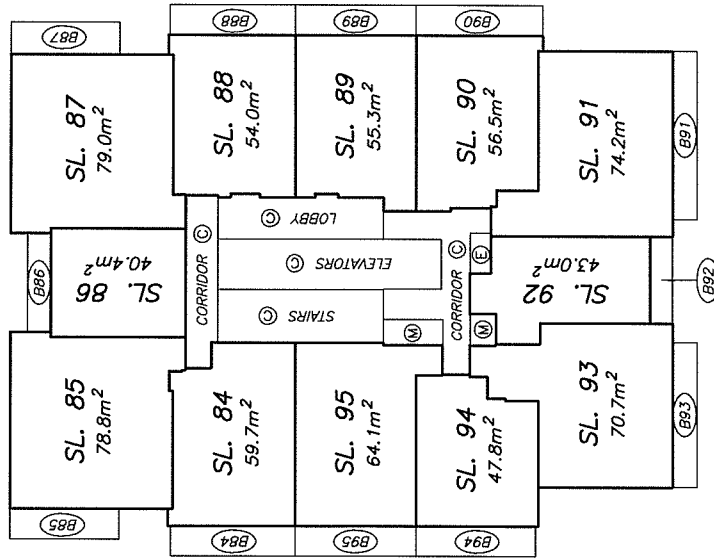 B88
B89
B90
B87
SL. 87
79.0m²
SL. 88
54.0m²
SL. 89
55.3m²
SL. 90
56.5m²
SL. 91
74.2m²
B91
B86
SL. 86
40.4m²
CORRIDOR C
LOBBY C
ELEVATORS C
STAIRS C
M
CORRIDOR C
E
M
SL. 92
43.0m²
B92
SL. 85
78.8m²
SL. 84
59.7m²
SL. 95
64.1m²
SL. 94
47.8m²
SL. 93
70.7m²
B93
B85
B84
B95
B94